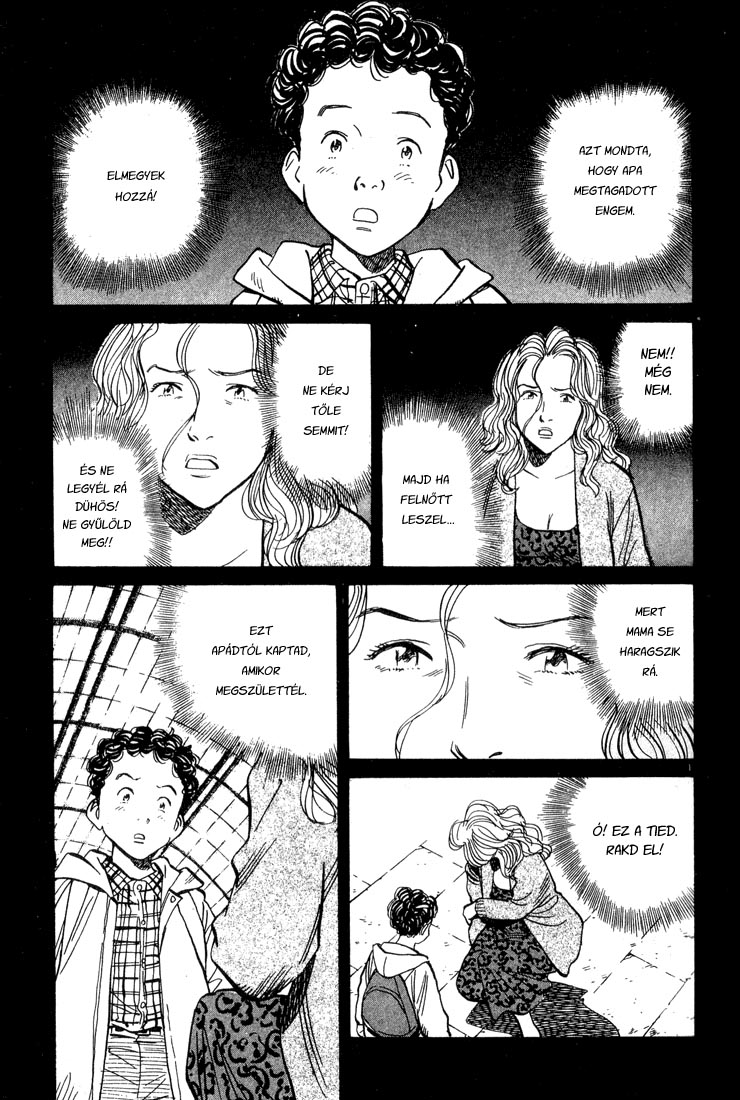 AZT MONDTA,
HOGY APA
MEGTAGADOTT
ENGEM.
ELMEGYEK
HOZZÁ!
NEM!!
MÉG
NEM.
MAJD HA
FELNŐTT
LESZEL...
DE
NE KÉRJ
TŐLE
SEMMIT!
ÉS NE
LEGYÉL RÁ
DÜHÖS!
NE GYŰLÖLD
MEG!!
MERT
MAMA SE
HARAGSZIK
RÁ.
Ó! EZ A TIED.
RAKD EL!
EZT
APÁDTÓL KAPTAD,
AMIKOR
MEGSZÜLETTÉL.